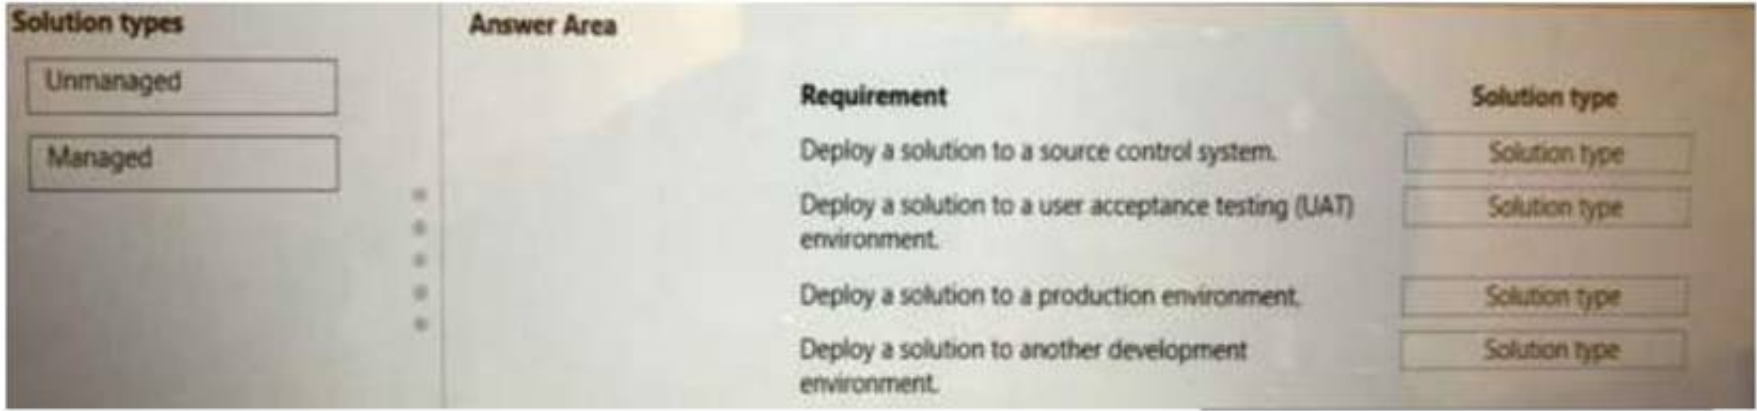 Solution types
Unmanaged
Managed
Answer Area
Requirement
Solution type
Deploy a solution to a source control system.
Solution type
Deploy a solution to a user acceptance testing (UAT)
environment.
Solution type
Deploy a solution to a production environment.
Solution type
Deploy a solution to another development
environment.
Solution type